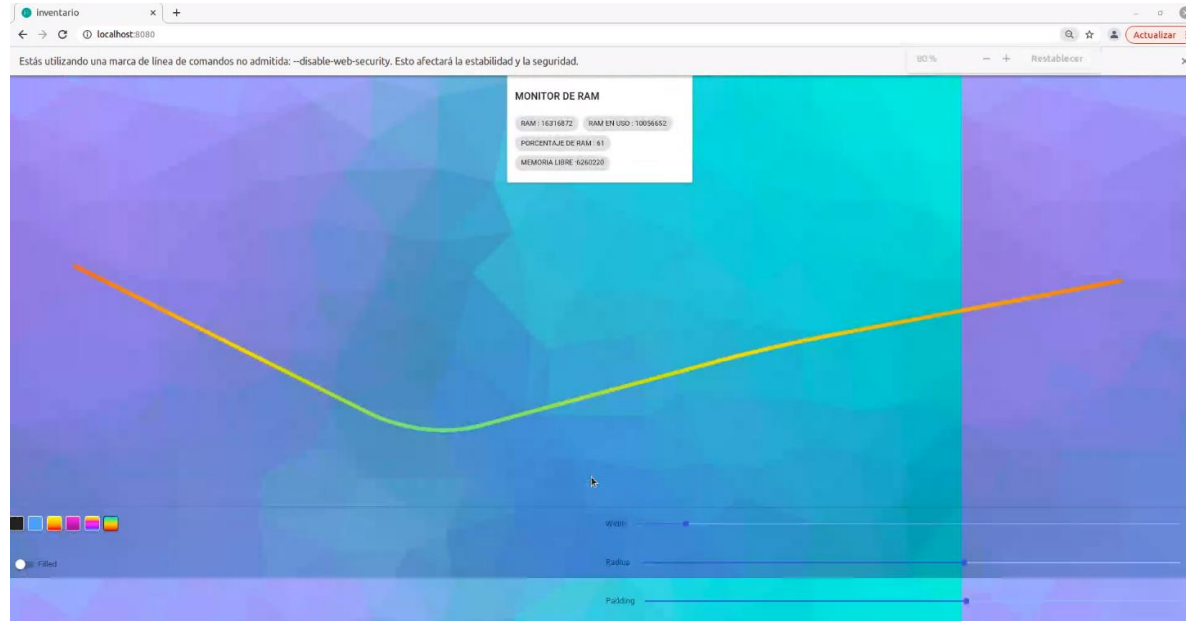 inventario
localhost:8080
Actualizar
Estás utilizando una marca de línea de comandos no admitida: --disable-web-security. Esto afectará la estabilidad y la seguridad.
80 % − + Restablecer
MONITOR DE RAM
RAM : 16316872 RAM EN USO : 10056652
PORCENTAJE DE RAM : 61
MEMORIA LIBRE :6260220
Width
Radius
Filled
Padding